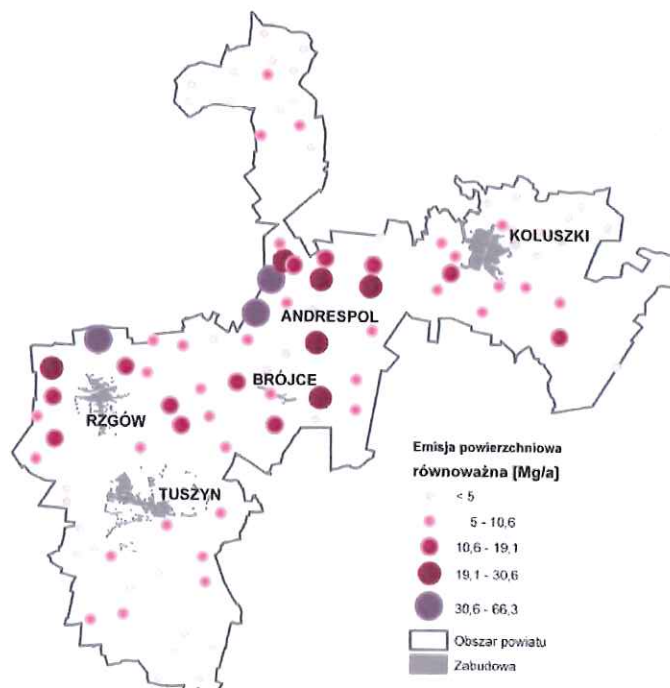 KOLUSZKI
ANDRESPOL
BRÓJCE
RZGÓW
TUSZYN
Emisja powierzchniowa
równoważna [Mg/a]
< 5
5 - 10,6
10,6 - 19,1
19,1 - 30,6
30,6 - 66,3
Obszar powiatu
Zabudowa